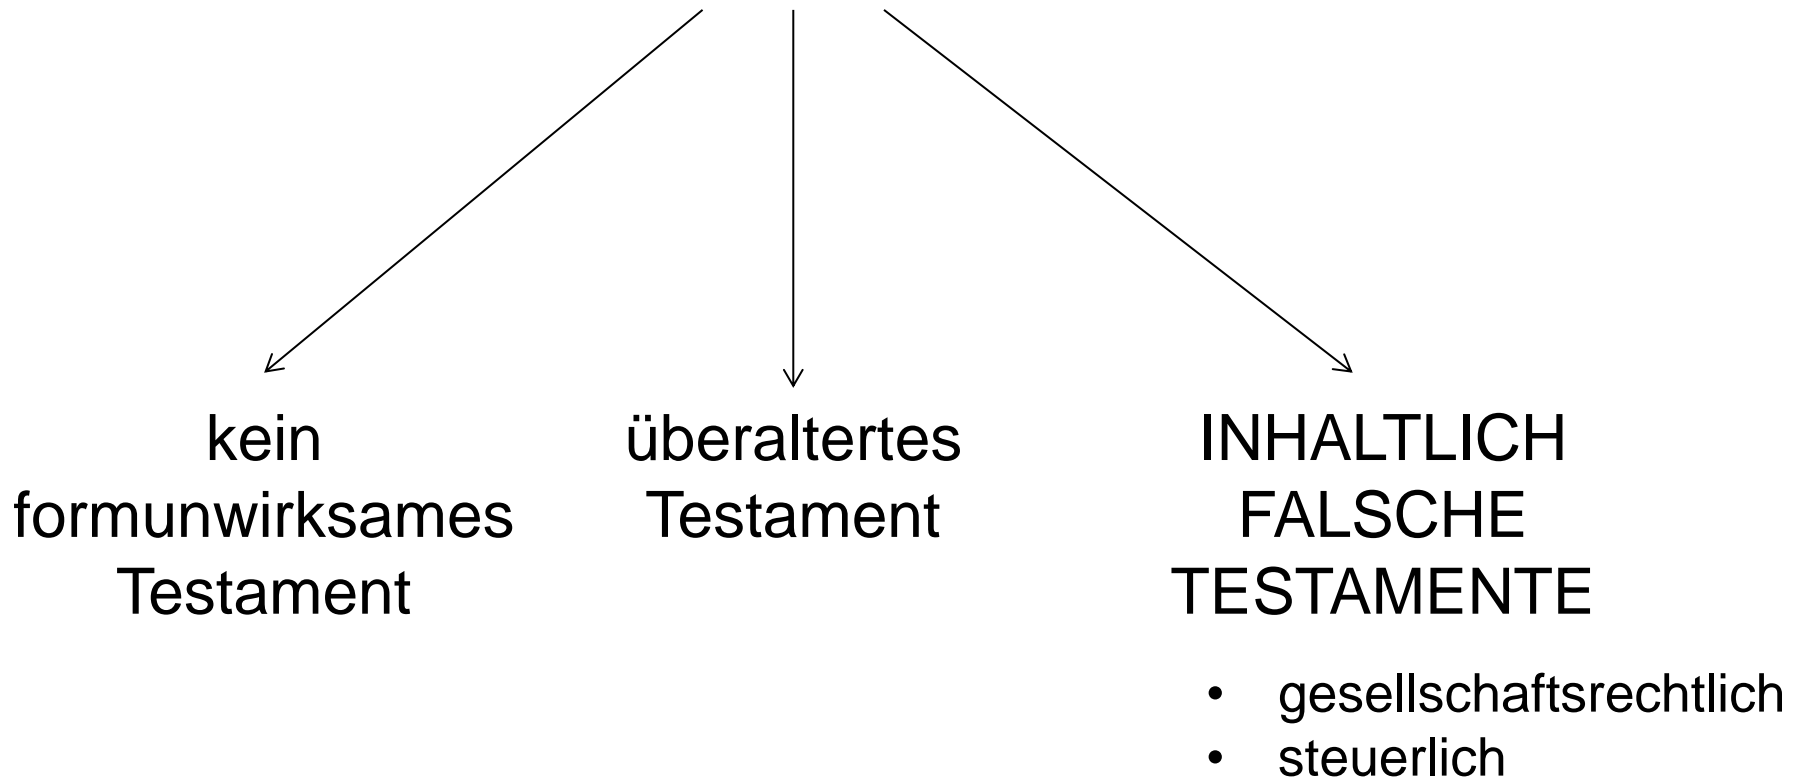 kein
formunwirksames
Testament
überaltertes
Testament
INHALTLICH
FALSCHE
TESTAMENTE
• gesellschaftsrechtlich
• steuerlich